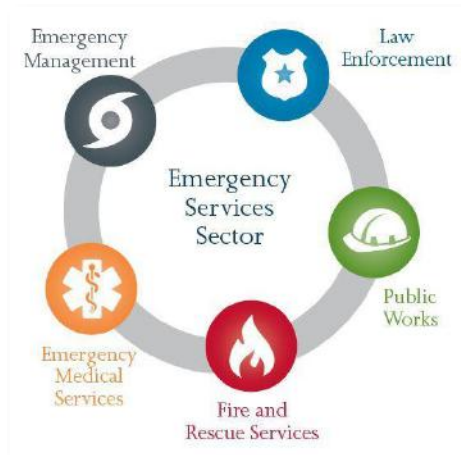 Emergency
Management
Law
Enforcement
Emergency
Services
Sector
Public
Works
Emergency
Medical
Services
Fire and
Rescue Services